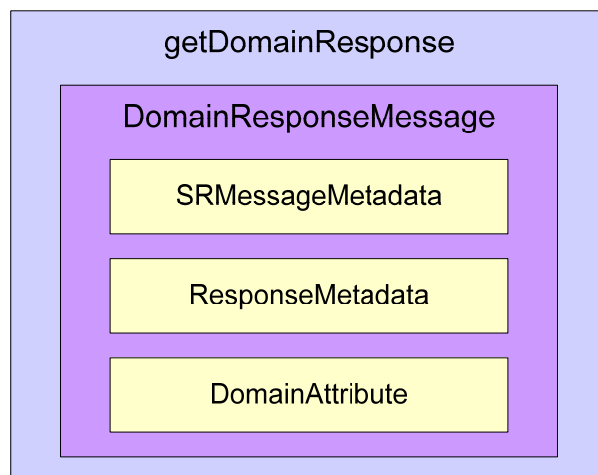 getDomainResponse
DomainResponseMessage
SRMessageMetadata
ResponseMetadata
DomainAttribute